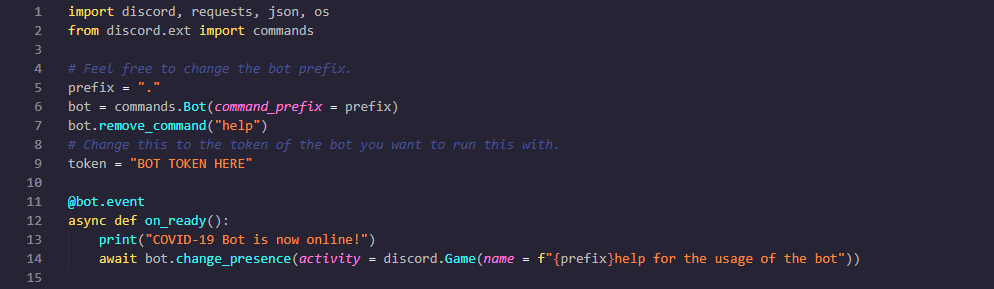 1 import discord, requests, json, os
2 from discord.ext import commands
3
4 # Feel free to change the bot prefix.
5 prefix = "."
6 bot = commands.Bot(command_prefix = prefix)
7 bot.remove_command("help")
8 # Change this to the token of the bot you want to run this with.
9 token = "BOT TOKEN HERE"
10
11 @bot.event
12 async def on_ready():
13     print("COVID-19 Bot is now online!")
14     await bot.change_presence(activity = discord.Game(name = f"{prefix}help for the usage of the bot"))
15